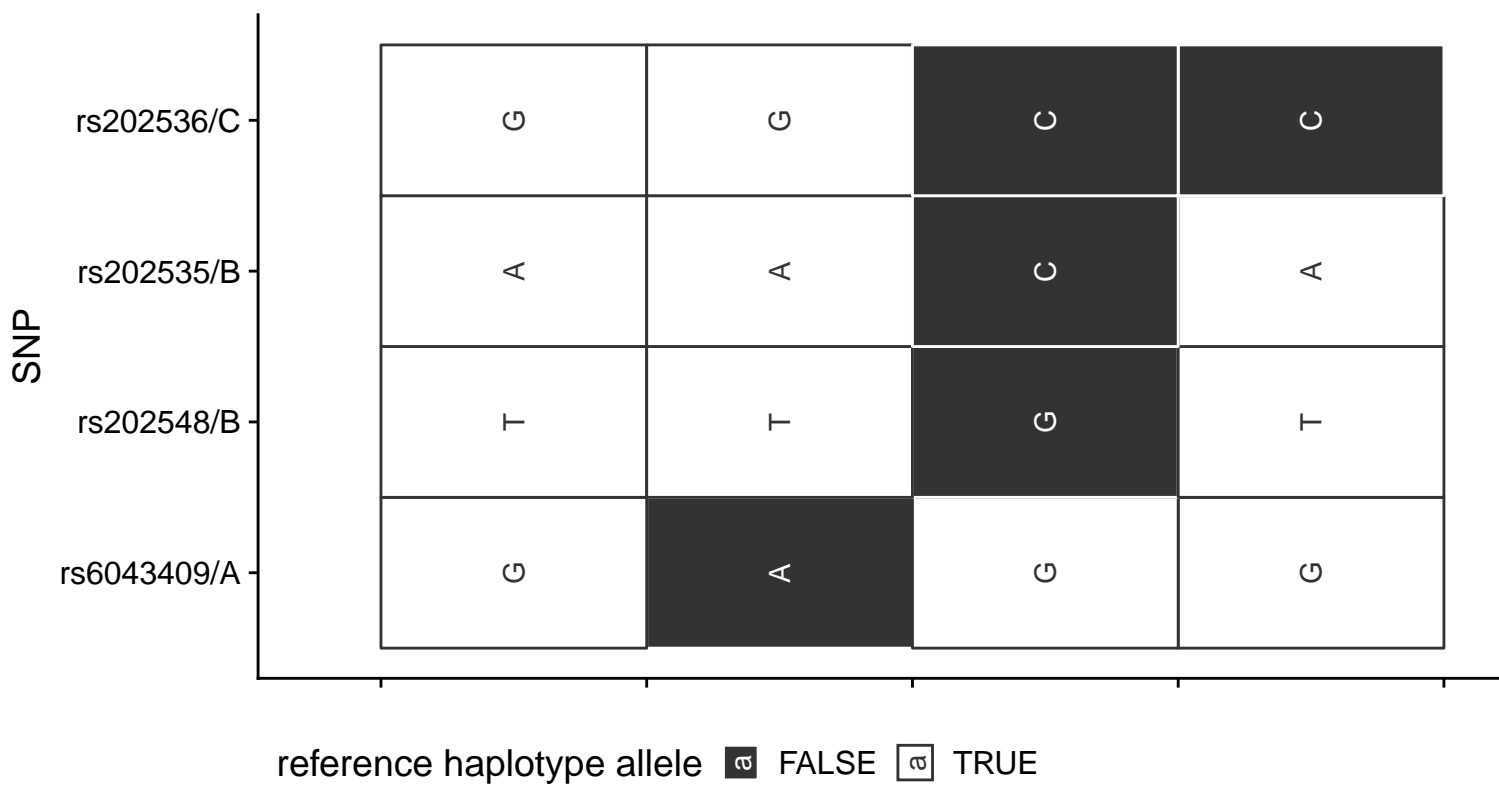 SNP
rs202536/C G G C C
rs202535/B A A C A
rs202548/B T T G T
rs6043409/A G A G G
reference haplotype allele a FALSE a TRUE